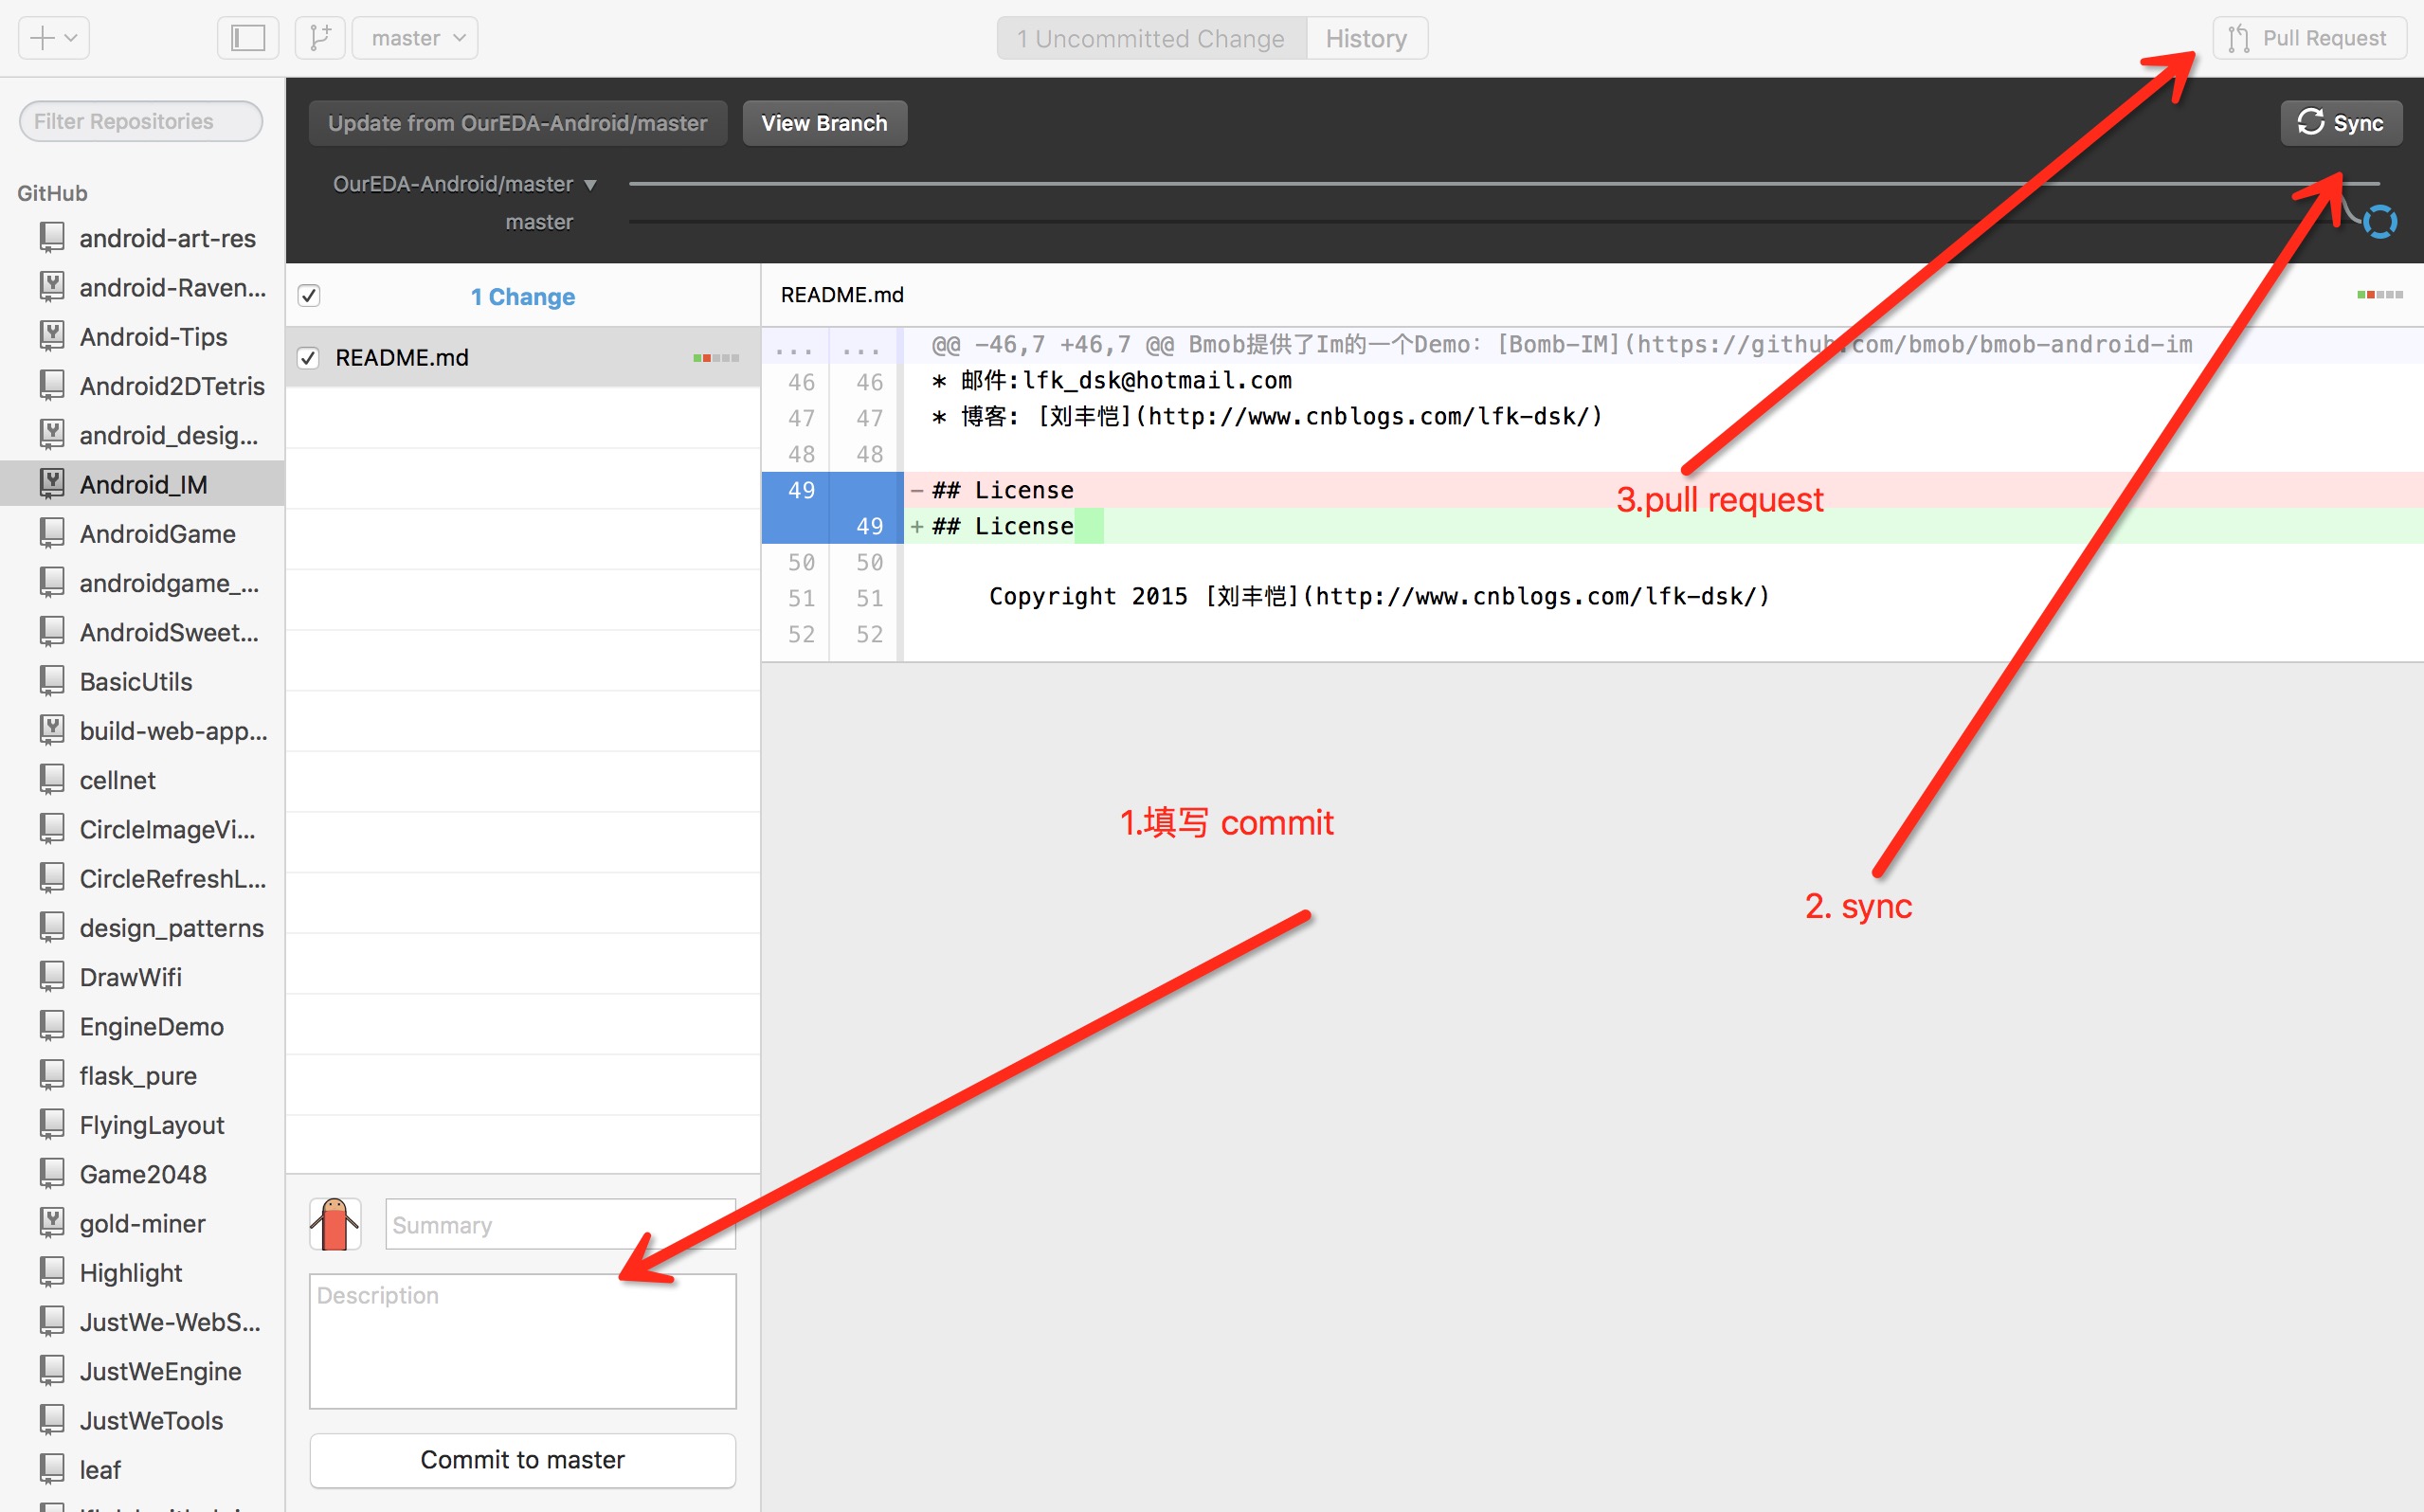 master
1 Uncommitted Change
History
Pull Request
Filter Repositories
GitHub
android-art-res
android-Raven...
Android-Tips
Android2DTetris
android_desig...
Android_IM
AndroidGame
androidgame_...
AndroidSweet...
BasicUtils
build-web-app...
cellnet
CircleImageVi...
CircleRefreshL...
design_patterns
DrawWifi
EngineDemo
flask_pure
FlyingLayout
Game2048
gold-miner
Highlight
JustWe-WebS...
JustWeEngine
JustWeTools
leaf
Update from OurEDA-Android/master
View Branch
Sync
OurEDA-Android/master ▼
master
1 Change
README.md
Summary
Description
Commit to master
README.md
... ... @@ -46,7 +46,7 @@ Bmob提供了Im的一个Demo：[Bomb-IM](https://github.com/bmob/bmob-android-im
46 46 * 邮件:lfk_dsk@hotmail.com
47 47 * 博客: [刘丰恺](http://www.cnblogs.com/lfk-dsk/)
48 48
49 - ## License
49 + ## License
50 50
51 51 Copyright 2015 [刘丰恺](http://www.cnblogs.com/lfk-dsk/)
52 52
3.pull request
1.填写 commit
2. sync